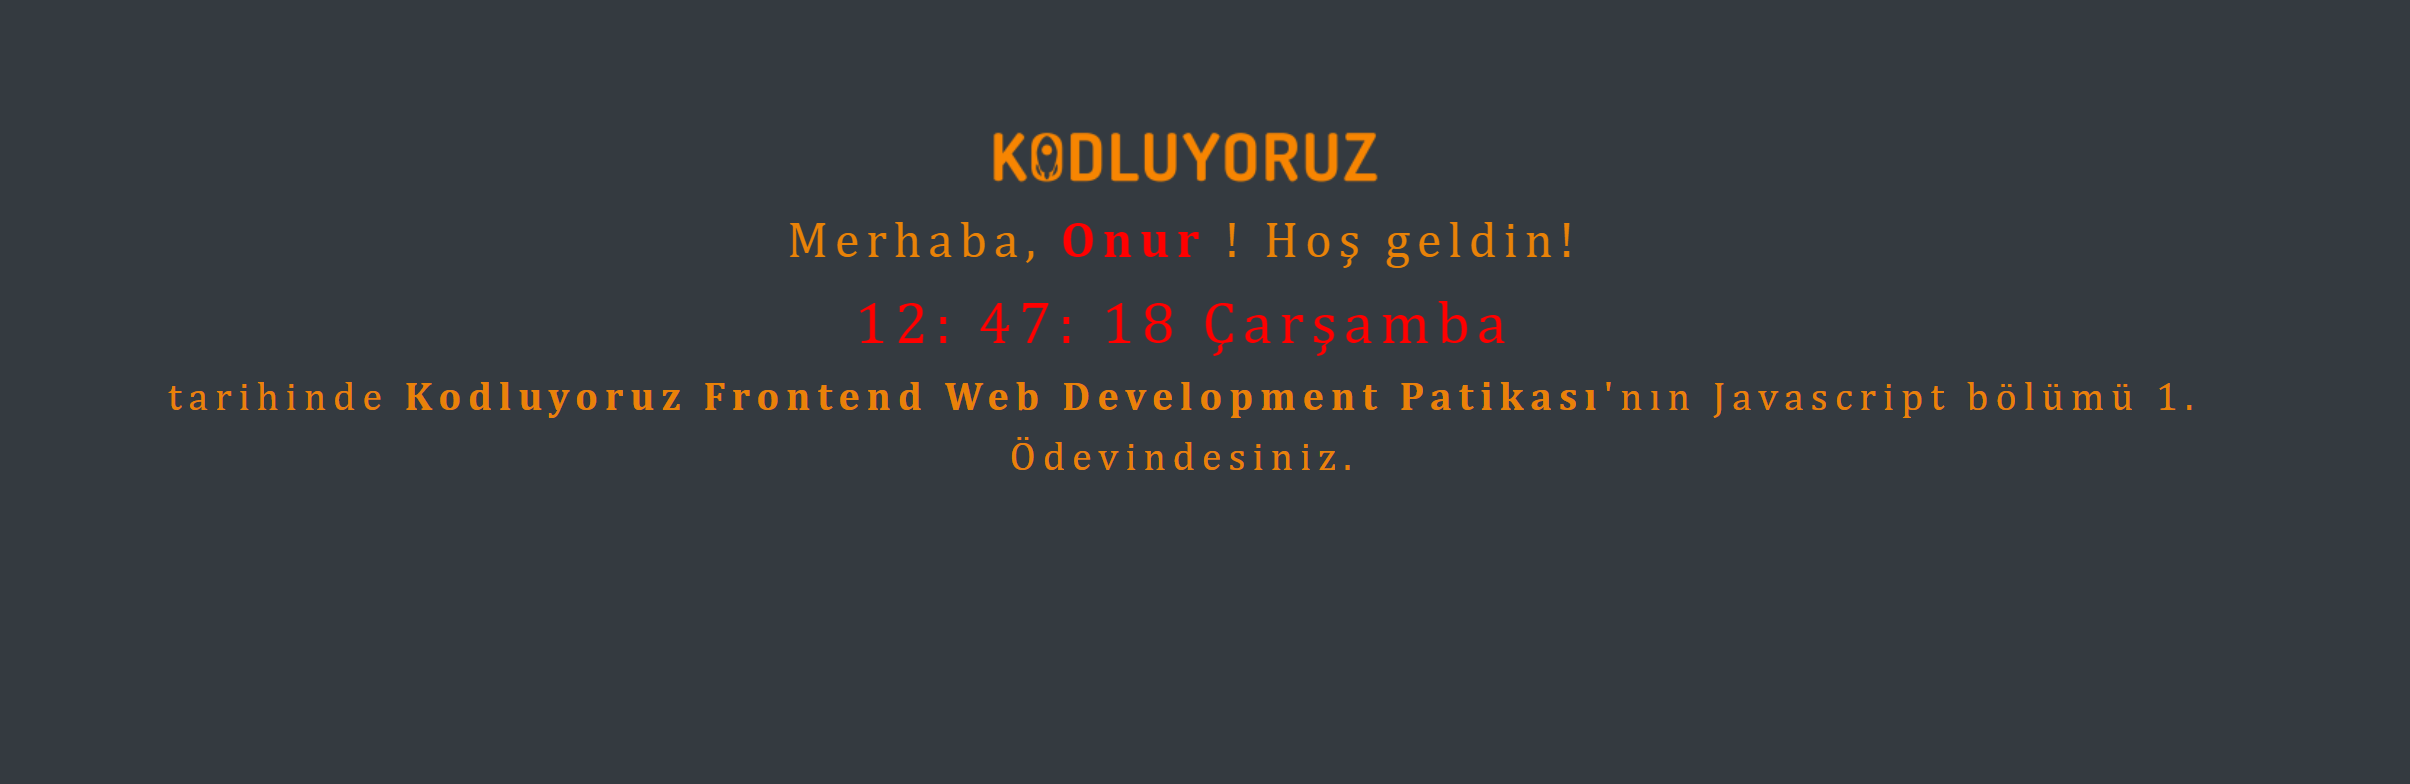 KODLUYORUZ
Merhaba, Onur ! Hoş geldin!
12: 47: 18 Çarşamba
tarihinde Kodluyoruz Frontend Web Development Patikası'nın Javascript bölümü 1.
Ödevindesiniz.